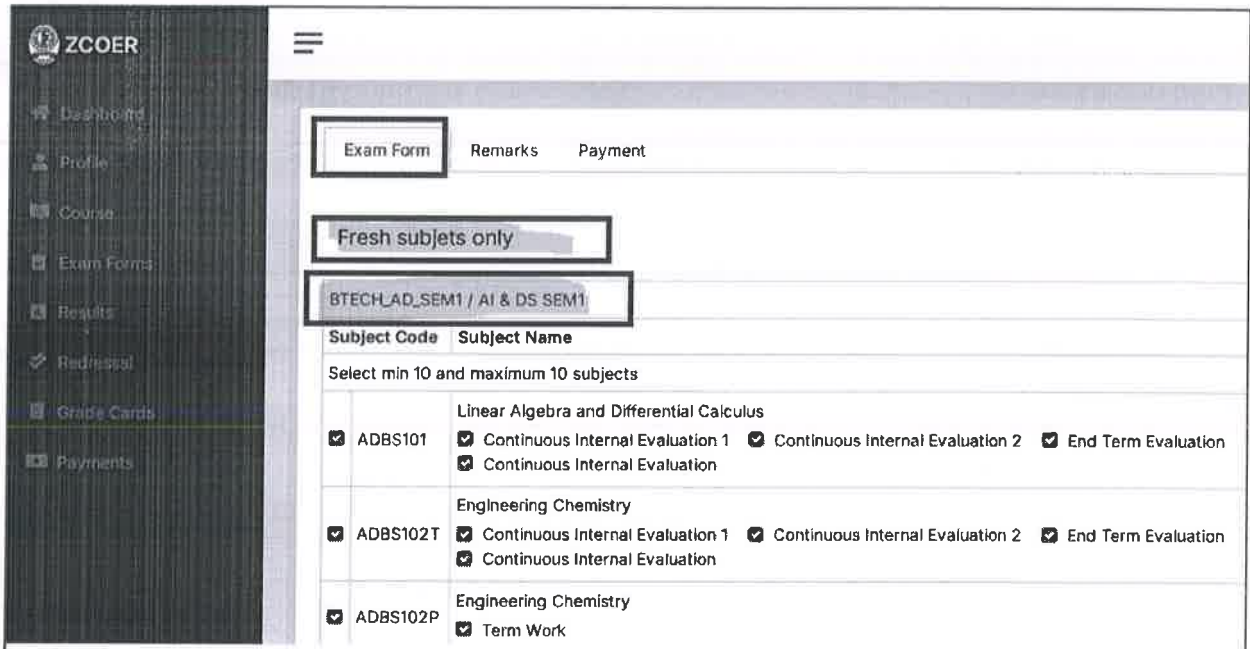 ZCOER
Dashboard
Profile
Course
Exam Forms
Results
Redressal
Grade Cards
Payments
Exam Form Remarks Payment
Fresh subjets only
BTECH_AD_SEM1 / AI & DS SEM1
Subject Code Subject Name
Select min 10 and maximum 10 subjects
Linear Algebra and Differential Calculus
ADBS101 Continuous Internal Evaluation 1 Continuous Internal Evaluation 2 End Term Evaluation
Continuous Internal Evaluation
Engineering Chemistry
ADBS102T Continuous Internal Evaluation 1 Continuous Internal Evaluation 2 End Term Evaluation
Continuous Internal Evaluation
Engineering Chemistry
ADBS102P
Term Work